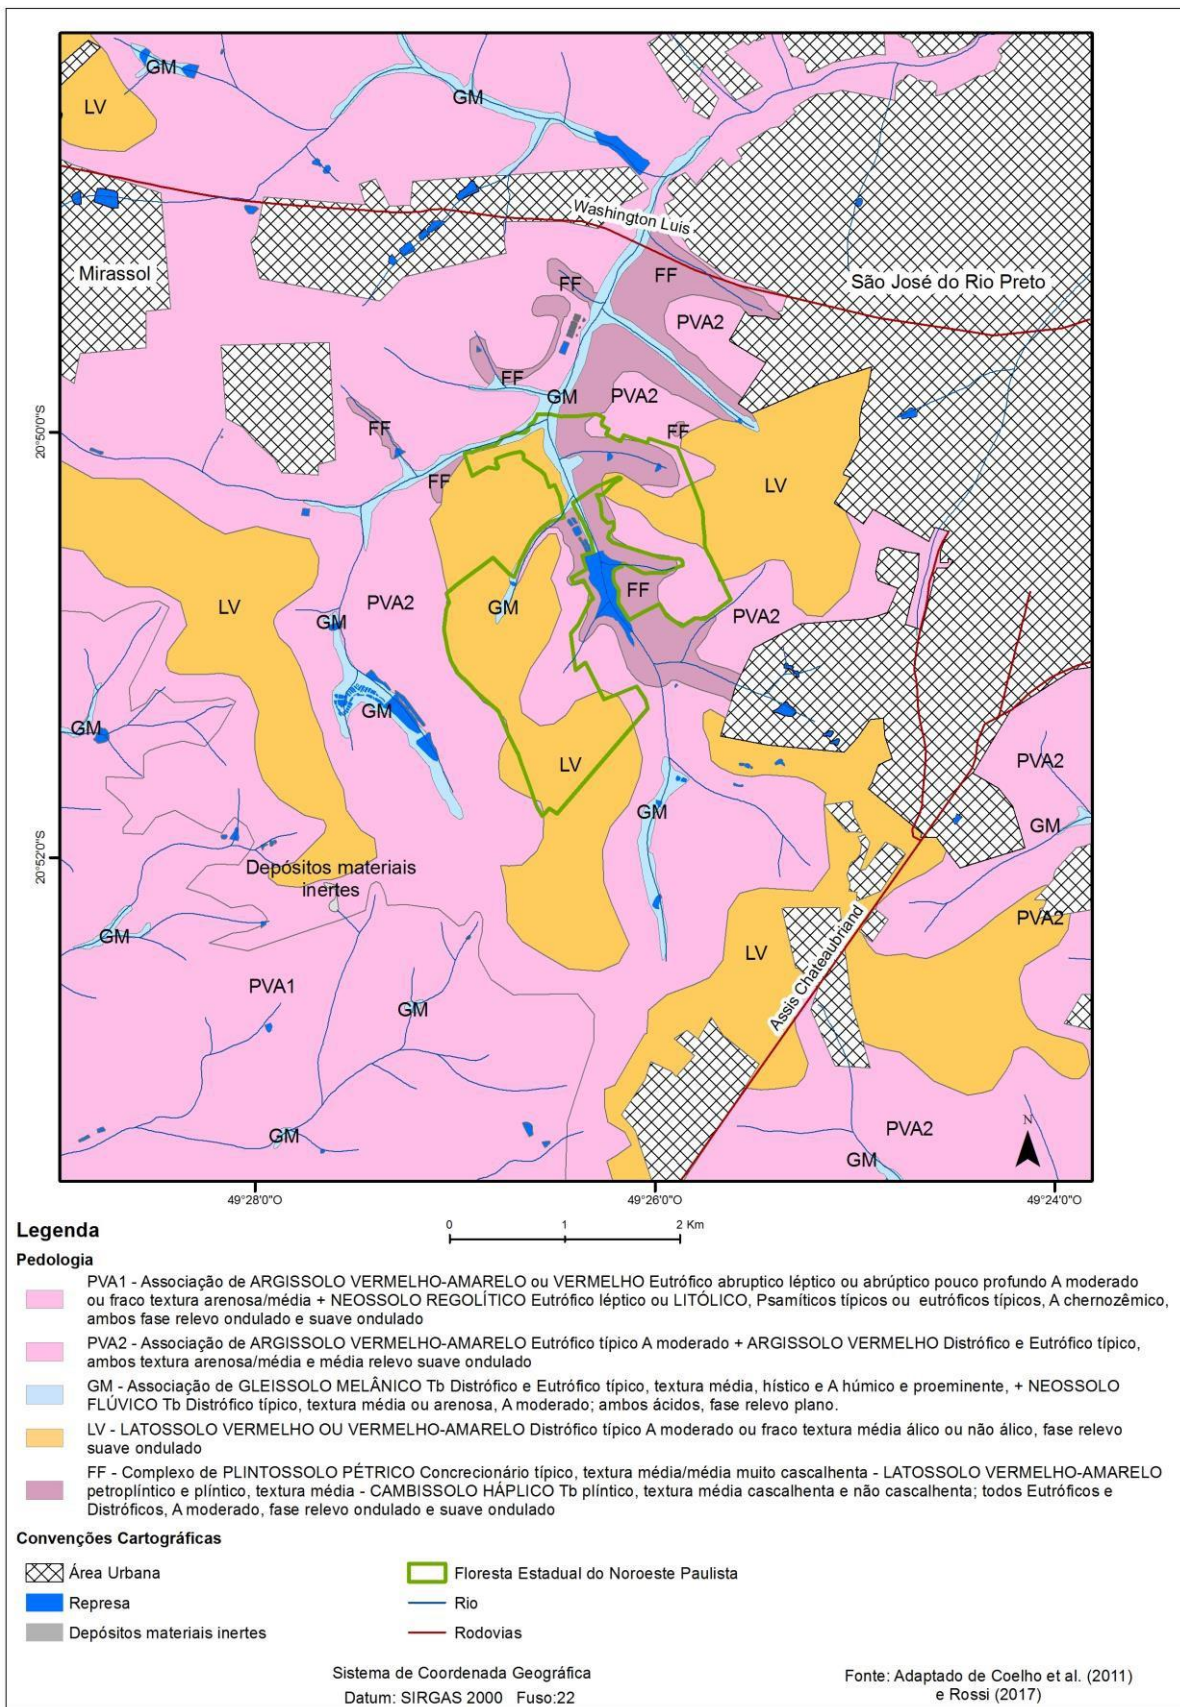 GM
LV
GM
Washington Luis
Mirassol
FF
FF
São José do Rio Preto
PVA2
FF
GM
PVA2
20°50'0"S
FF
FF
FF
LV
LV
PVA2
GM
FF
PVA2
GM
GM
GM
LV
PVA2
GM
GM
20°52'0"S
Depósitos materiais
inertes
PVA2
GM
LV
Assis Chateaubriand
PVA1
GM
GM
PVA2
GM
N
49°28'0"O
49°26'0"O
49°24'0"O
0 1 2 Km
Legenda
Pedologia
PVA1 - Associação de ARGISSOLO VERMELHO-AMARELO ou VERMELHO Eutrófico abruptico léptico ou abrúptico pouco profundo A moderado
ou fraco textura arenosa/média + NEOSSOLO REGOLÍTICO Eutrófico léptico ou LITÓLICO, Psamíticos típicos ou eutróficos típicos, A chernozêmico,
ambos fase relevo ondulado e suave ondulado
PVA2 - Associação de ARGISSOLO VERMELHO-AMARELO Eutrófico típico A moderado + ARGISSOLO VERMELHO Distrófico e Eutrófico típico,
ambos textura arenosa/média e média relevo suave ondulado
GM - Associação de GLEISSOLO MELÂNICO Tb Distrófico e Eutrófico típico, textura média, hístico e A húmico e proeminente, + NEOSSOLO
FLÚVICO Tb Distrófico típico, textura média ou arenosa, A moderado; ambos ácidos, fase relevo plano.
LV - LATOSSOLO VERMELHO OU VERMELHO-AMARELO Distrófico típico A moderado ou fraco textura média álico ou não álico, fase relevo
suave ondulado
FF - Complexo de PLINTOSSOLO PÉTRICO Concrecionário típico, textura média/média muito cascalhenta - LATOSSOLO VERMELHO-AMARELO
petroplíntico e plíntico, textura média - CAMBISSOLO HÁPLICO Tb plíntico, textura média cascalhenta e não cascalhenta; todos Eutróficos e
Distróficos, A moderado, fase relevo ondulado e suave ondulado
Convenções Cartográficas
Área Urbana
Floresta Estadual do Noroeste Paulista
Represa
Rio
Depósitos materiais inertes
Rodovias
Sistema de Coordenada Geográfica
Datum: SIRGAS 2000 Fuso:22
Fonte: Adaptado de Coelho et al. (2011)
e Rossi (2017)